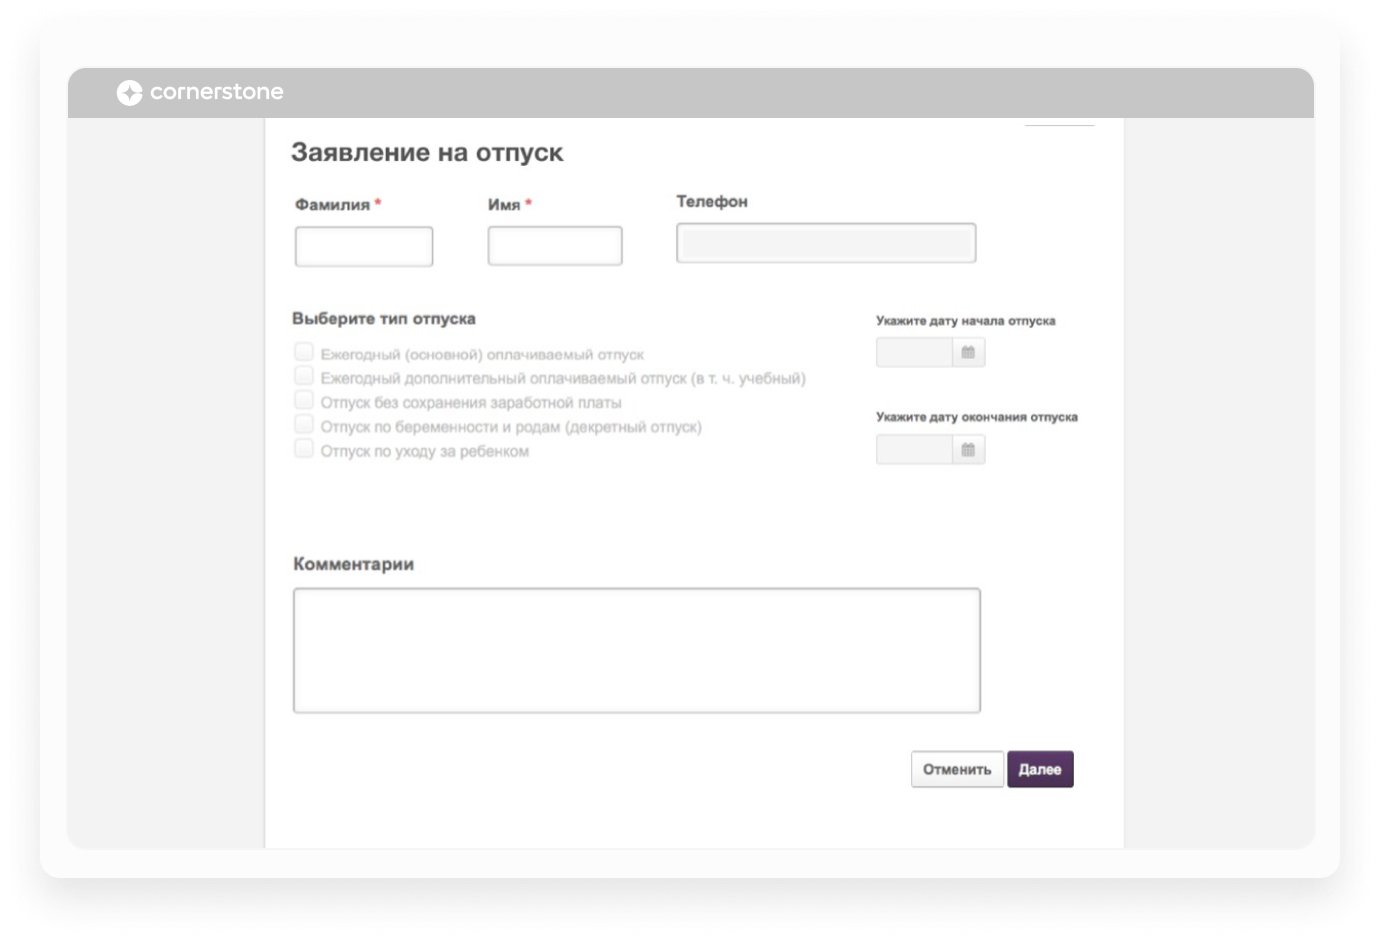 cornerstone
Заявление на отпуск
Фамилия *
Имя *
Телефон
Выберите тип отпуска
Ежегодный (основной) оплачиваемый отпуск
Ежегодный дополнительный оплачиваемый отпуск (в т. ч. учебный)
Отпуск без сохранения заработной платы
Отпуск по беременности и родам (декретный отпуск)
Отпуск по уходу за ребенком
Укажите дату начала отпуска
Укажите дату окончания отпуска
Комментарии
Отменить
Далее